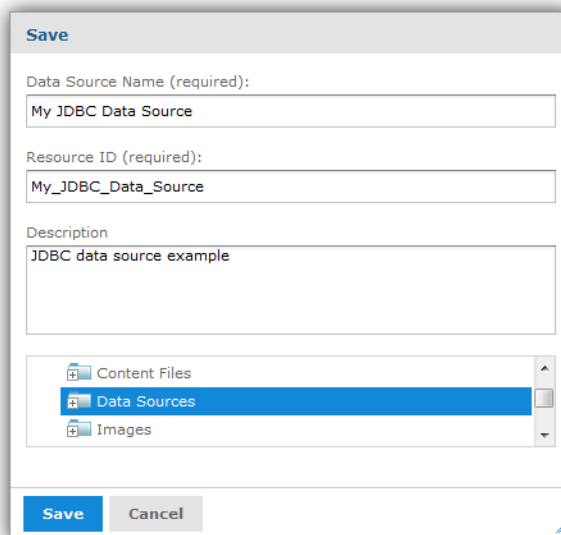 Save
Data Source Name (required):
My JDBC Data Source
Resource ID (required):
My_JDBC_Data_Source
Description
JDBC data source example
Content Files
Data Sources
Images
Save Cancel